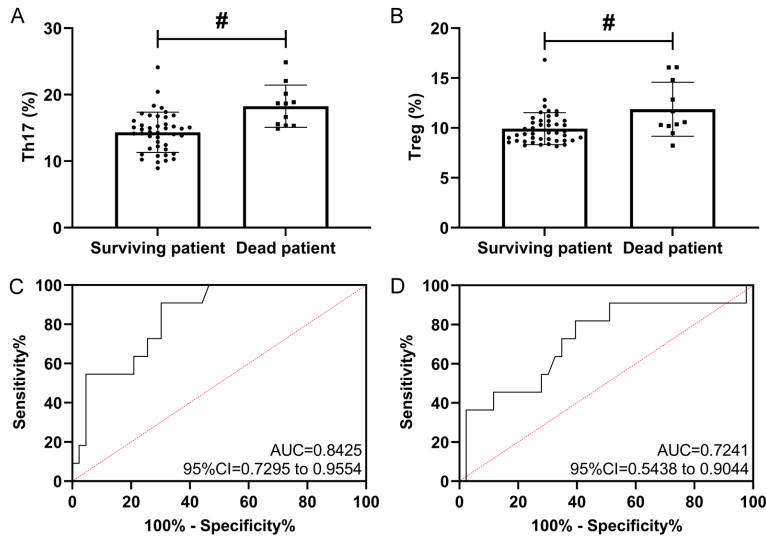 A
#
Th17 (%)
30
20
10
0
Surviving patient
Dead patient
B
#
Treg (%)
20
15
10
5
0
Surviving patient
Dead patient
C
Sensitivity%
100
80
60
40
20
0
AUC=0.8425
95%CI=0.7295 to 0.9554
0
20
40
60
80
100
100% - Specificity%
D
Sensitivity%
100
80
60
40
20
0
AUC=0.7241
95%CI=0.5438 to 0.9044
0
20
40
60
80
100
100% - Specificity%